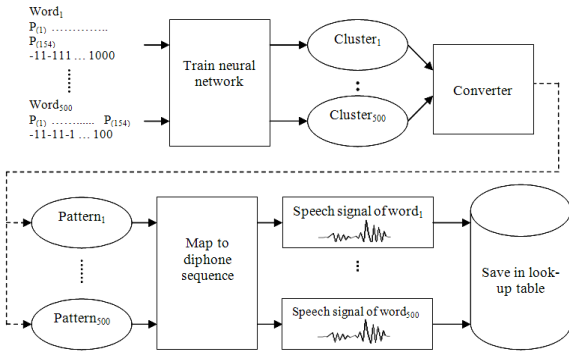 Word1
P(1) ……………..
P(154)
-11-111 … 1000
Word500
P(1) ………..... P(154)
-11-11-1 … 100
Train neural
network
Cluster1
Cluster500
Converter
Pattern1
Pattern500
Map to
diphone
sequence
Speech signal of word1
Speech signal of word500
Save in look-
up table